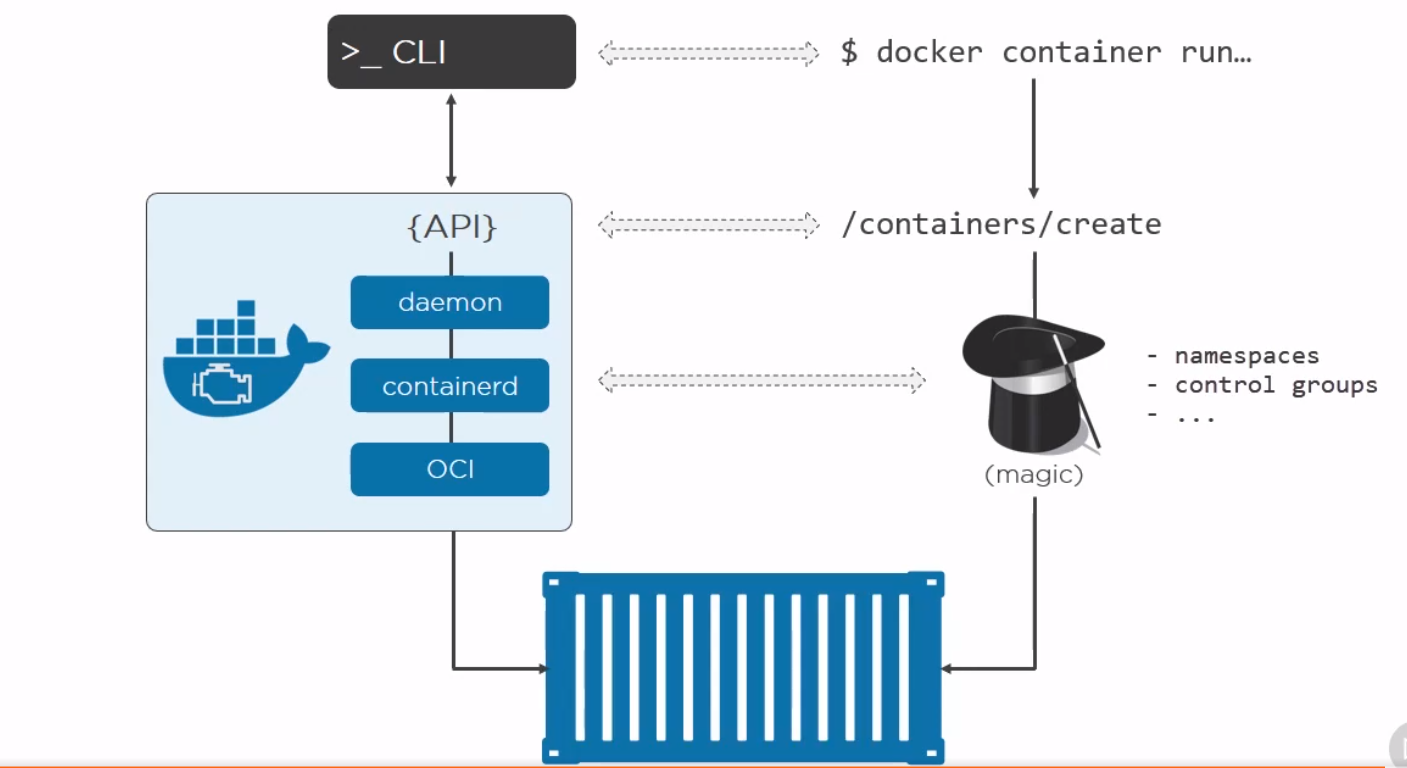 >_ CLI
$ docker container run…
{API}
/containers/create
daemon
containerd
OCI
- namespaces
- control groups
- ...
(magic)